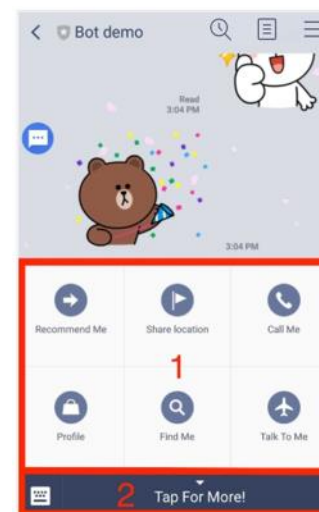 Bot demo
Read
3:04 PM
3:04 PM
Recommend Me
Share location
Call Me
1
Profile
Find Me
Talk To Me
2
Tap For More!